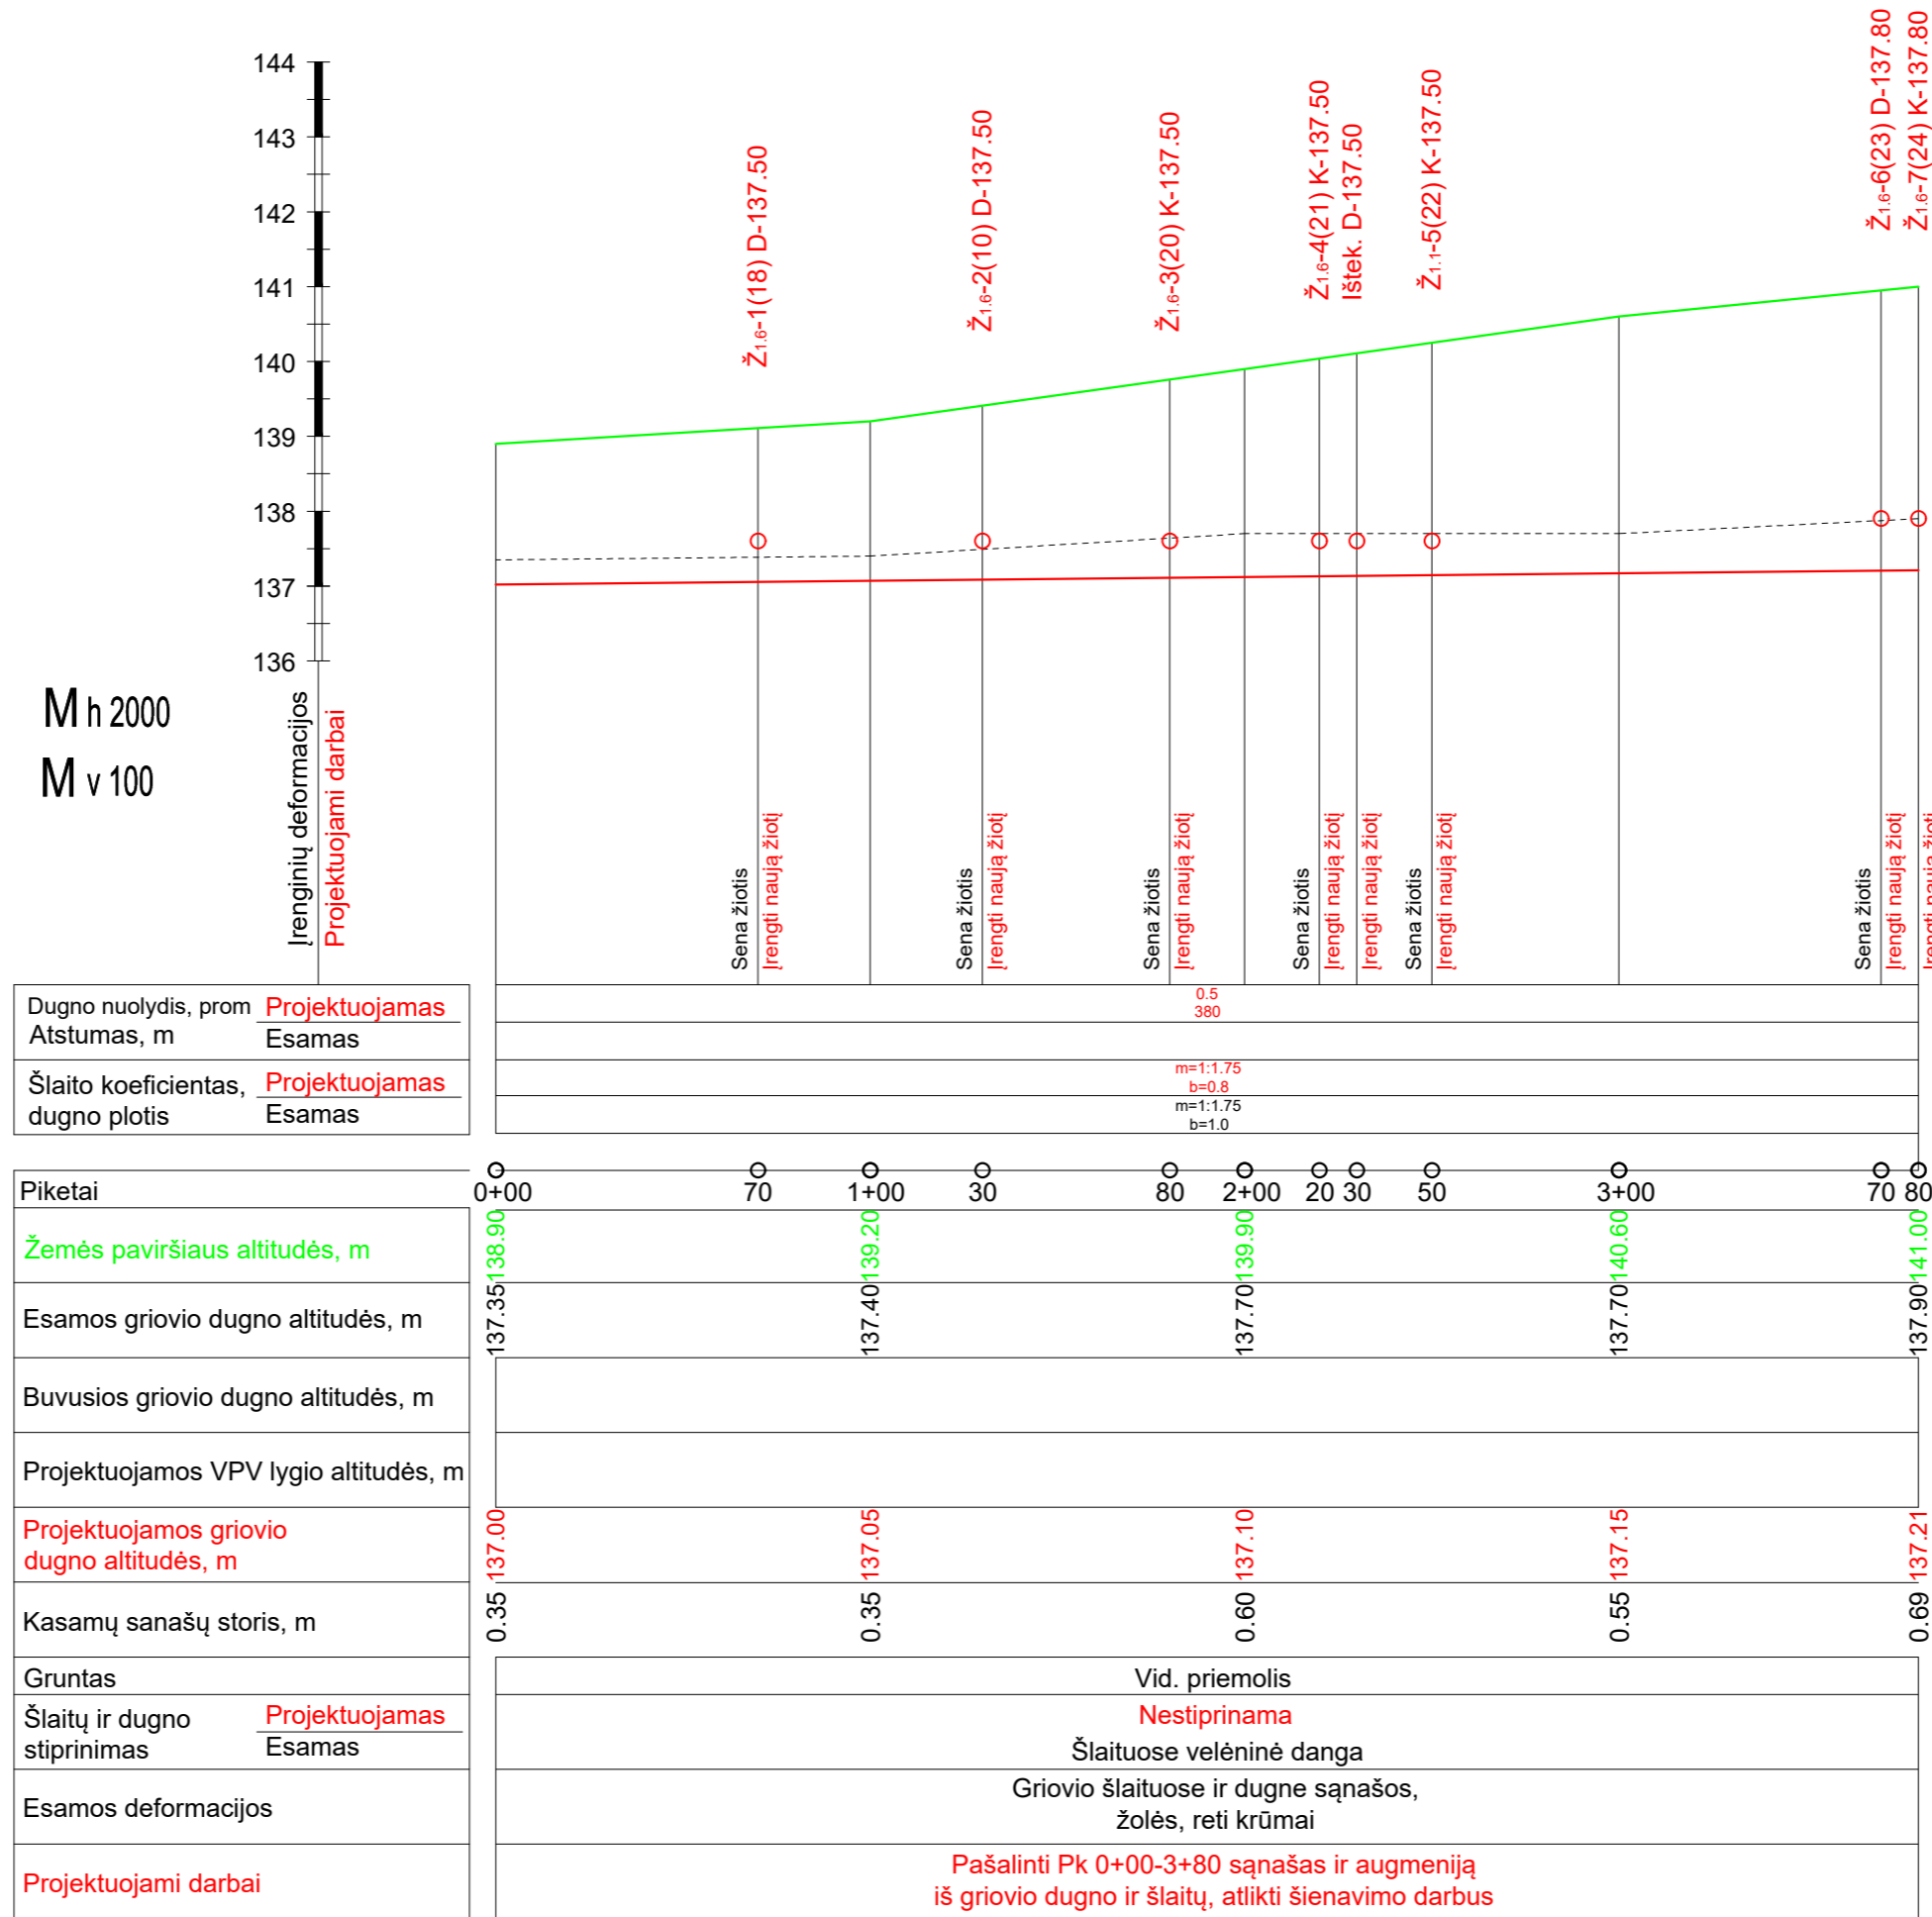 144
143
142
141
140
139
138
137
136
M h 2000
M v 100
Įrenginių deformacijos
Projektuojami darbai
Ž1.6-1(18) D-137.50
Ž1.6-2(10) D-137.50
Ž1.6-3(20) K-137.50
Ž1.6-4(21) K-137.50
Ištek. D-137.50
Ž1.1-5(22) K-137.50
Ž1.6-6(23) D-137.80
Ž1.6-7(24) K-137.80
Sena žiotis
Įrengti naują žiotį
Sena žiotis
Įrengti naują žiotį
Sena žiotis
Įrengti naują žiotį
Sena žiotis
Įrengti naują žiotį
Įrengti naują žiotį
Sena žiotis
Įrengti naują žiotį
Sena žiotis
Įrengti naują žiotį
Įrengti naują žiotį
Dugno nuolydis, prom Projektuojamas
Atstumas, m Esamas
0.5
380
Šlaito koeficientas, Projektuojamas
dugno plotis Esamas
m=1:1.75
b=0.8
m=1:1.75
b=1.0
Piketai 0+00 70 1+00 30 80 2+00 20 30 50 3+00 70 80
Žemės paviršiaus altitudės, m 138.90 139.20 139.90 140.60 141.00
Esamos griovio dugno altitudės, m 137.35 137.40 137.70 137.70 137.90
Buvusios griovio dugno altitudės, m
Projektuojamos VPV lygio altitudės, m
Projektuojamos griovio
dugno altitudės, m 137.00 137.05 137.10 137.15 137.21
Kasamų sanašų storis, m 0.35 0.35 0.60 0.55 0.69
Gruntas Vid. priemolis
Šlaitų ir dugno Projektuojamas Nestiprinama
stiprinimas Esamas Šlaituose velėninė danga
Esamos deformacijos
Griovio šlaituose ir dugne sąnašos,
žolės, reti krūmai
Projektuojami darbai
Pašalinti Pk 0+00-3+80 sąnašas ir augmeniją
iš griovio dugno ir šlaitų, atlikti šienavimo darbus